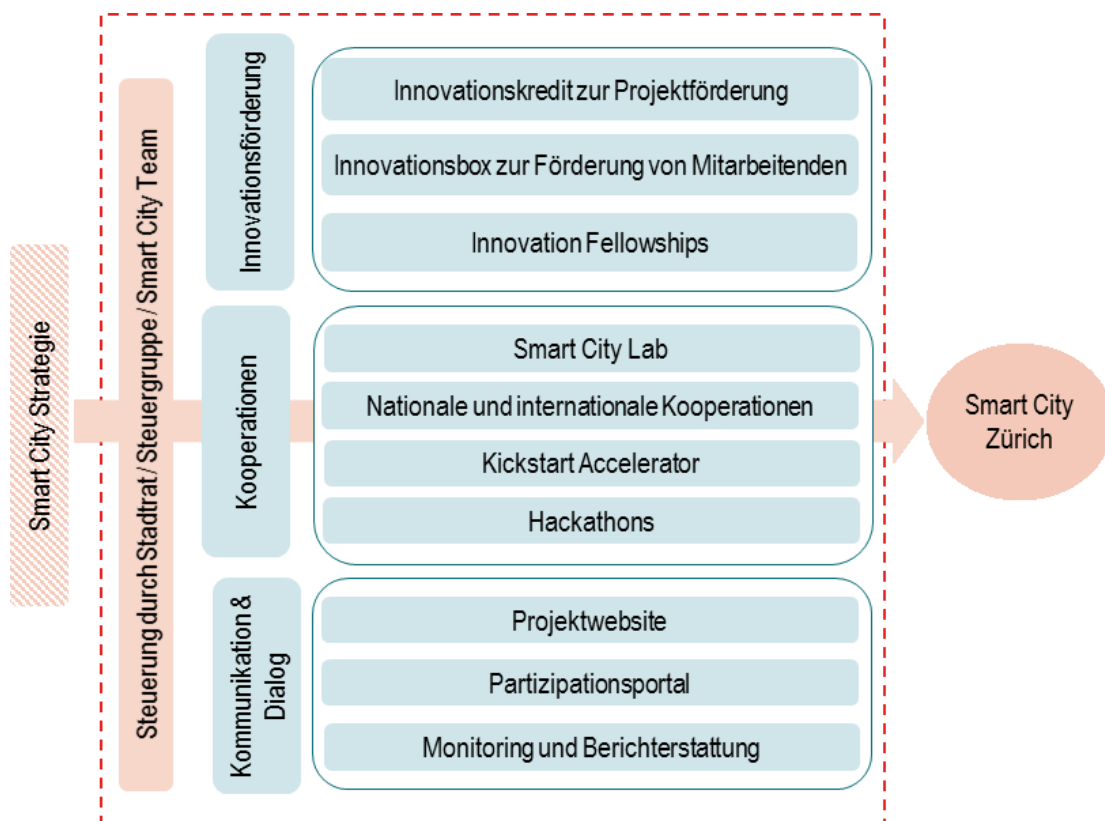 Smart City Strategie
Steuerung durch Stadtrat / Steuergruppe / Smart City Team
Innovationsförderung
Innovationskredit zur Projektförderung
Innovationsbox zur Förderung von Mitarbeitenden
Innovation Fellowships
Kooperationen
Smart City Lab
Nationale und internationale Kooperationen
Kickstart Accelerator
Hackathons
Kommunikation &
Dialog
Projektwebsite
Partizipationsportal
Monitoring und Berichterstattung
Smart City
Zürich